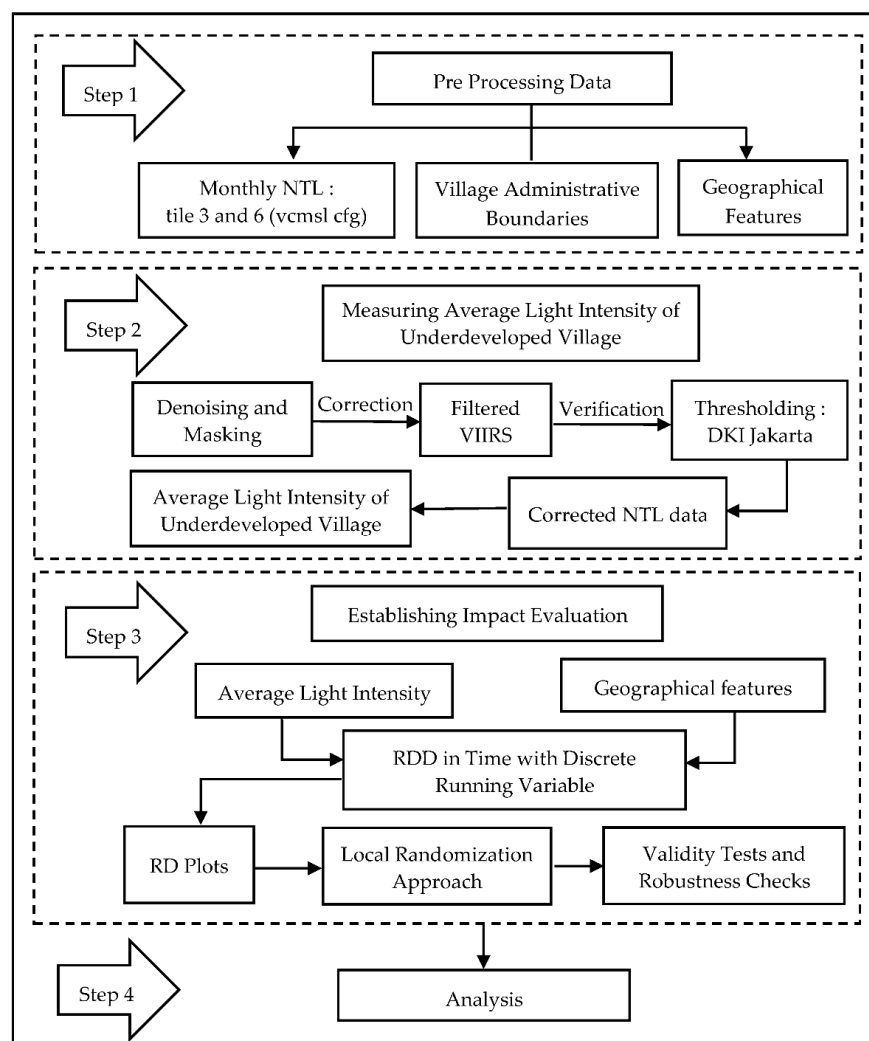 Step 1
Pre Processing Data
Monthly NTL :
tile 3 and 6 (vcmsl cfg)
Village Administrative
Boundaries
Geographical
Features
Step 2
Measuring Average Light Intensity of
Underdeveloped Village
Denoising and
Masking
Correction
Filtered
VIIRS
Verification
Thresholding :
DKI Jakarta
Average Light Intensity of
Underdeveloped Village
Corrected NTL data
Step 3
Establishing Impact Evaluation
Average Light Intensity
Geographical features
RDD in Time with Discrete
Running Variable
RD Plots
Local Randomization
Approach
Validity Tests and
Robustness Checks
Step 4
Analysis